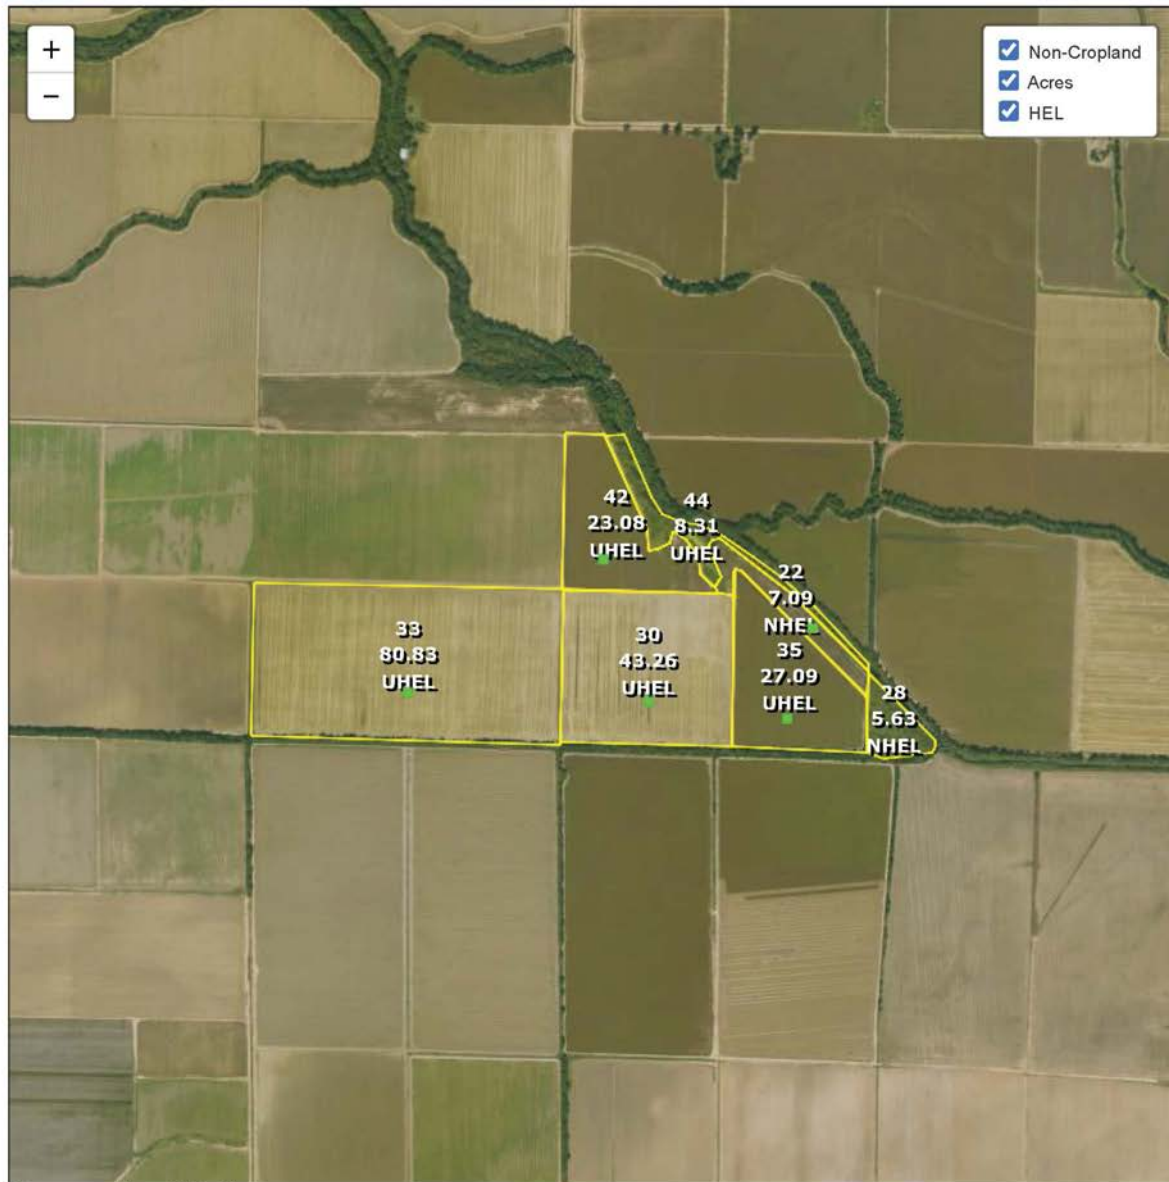 +
−
Non-Cropland
Acres
HEL
42
23.08
UHEL
44
8.31
UHEL
22
7.09
NHEL
33
80.83
UHEL
30
43.26
UHEL
35
27.09
UHEL
28
5.63
NHEL